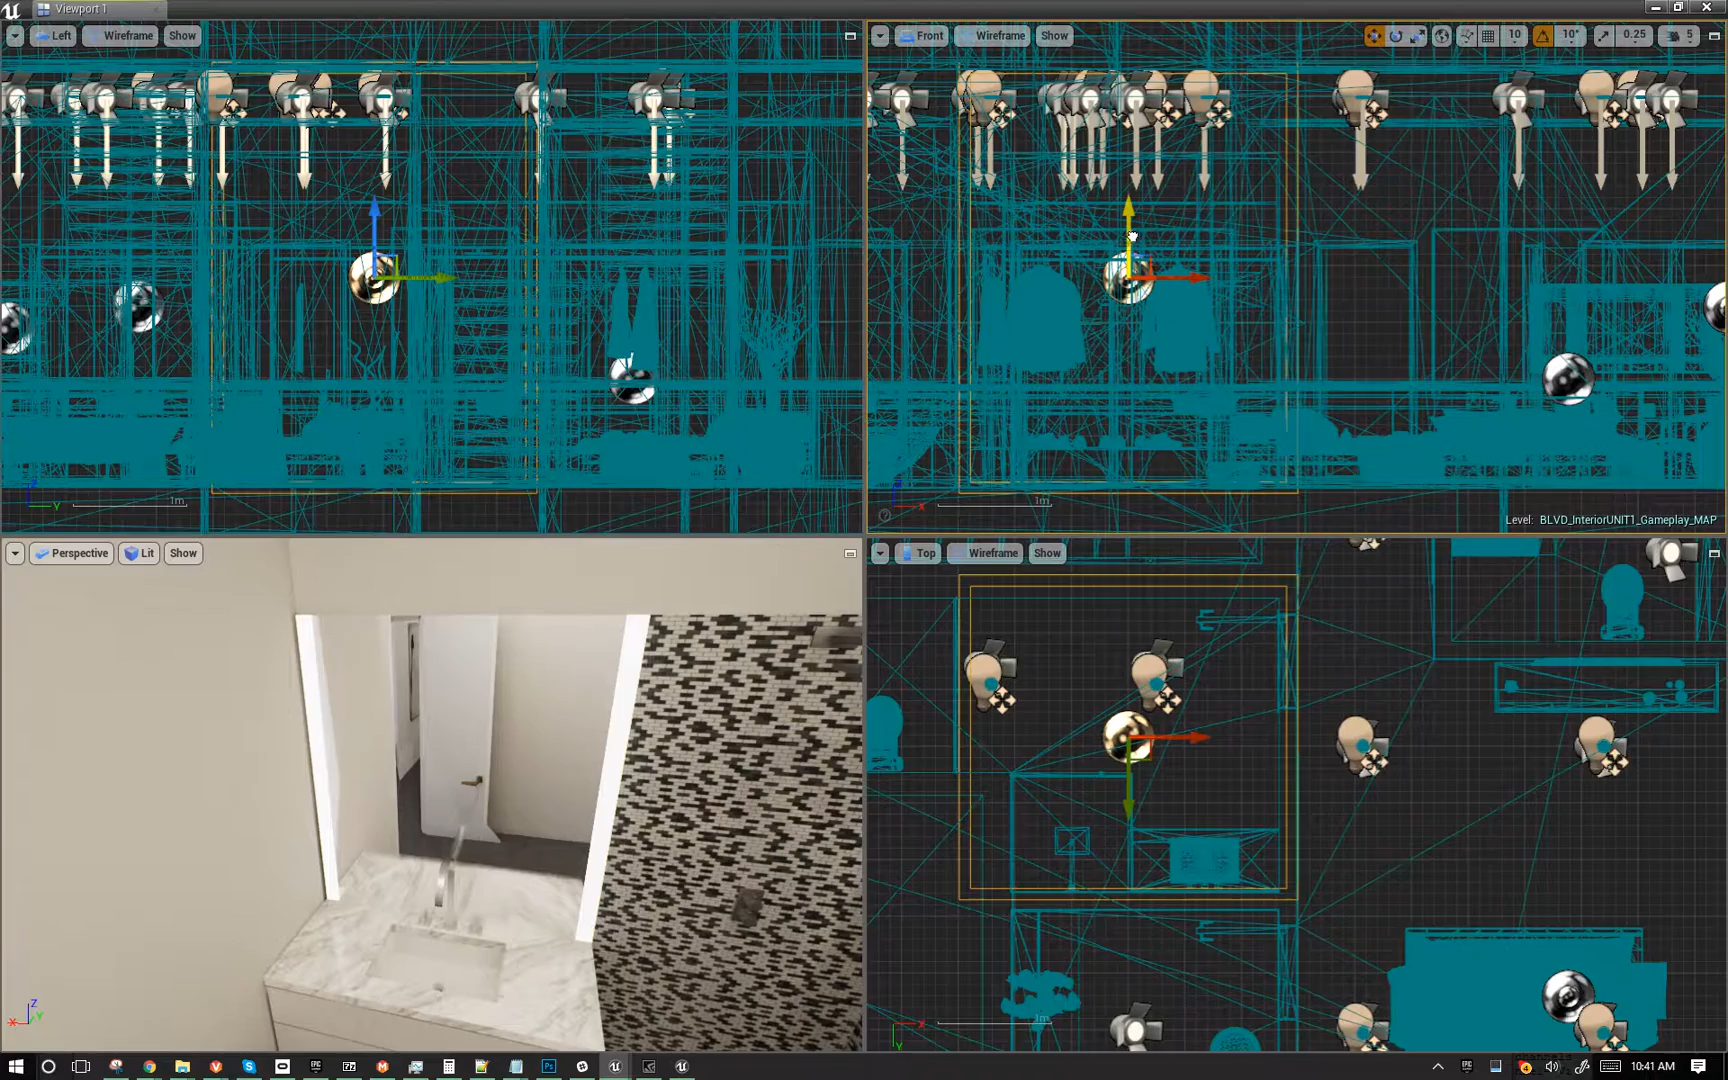 Viewport 1
Left Wireframe Show
Front Wireframe Show 10 10° 0.25 5
Z
Y
1m
X
1m
Level: BLVD_InteriorUNIT1_Gameplay_MAP
Perspective Lit Show
Top Wireframe Show
Z
Y
X
X
Y
1m
10:41 AM